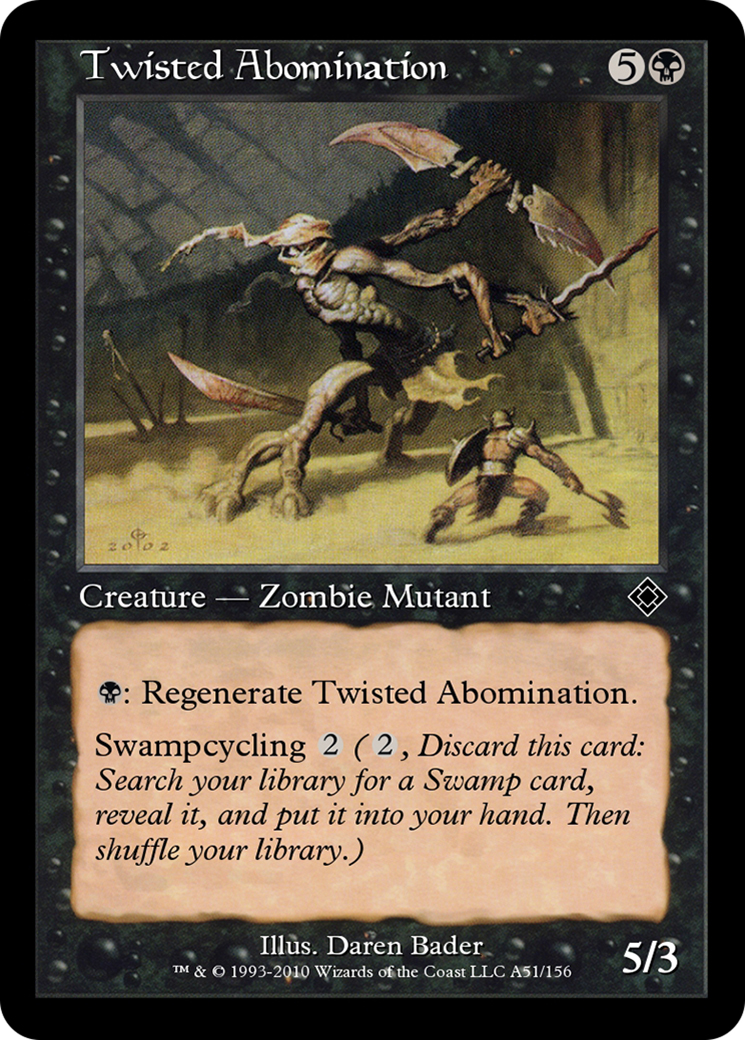 Twisted Abomination 5
2002
Creature — Zombie Mutant
: Regenerate Twisted Abomination.
Swampcycling 2 ( 2 , Discard this card:
Search your library for a Swamp card,
reveal it, and put it into your hand. Then
shuffle your library.)
Illus. Daren Bader
™ & © 1993-2010 Wizards of the Coast LLC A51/156
5/3